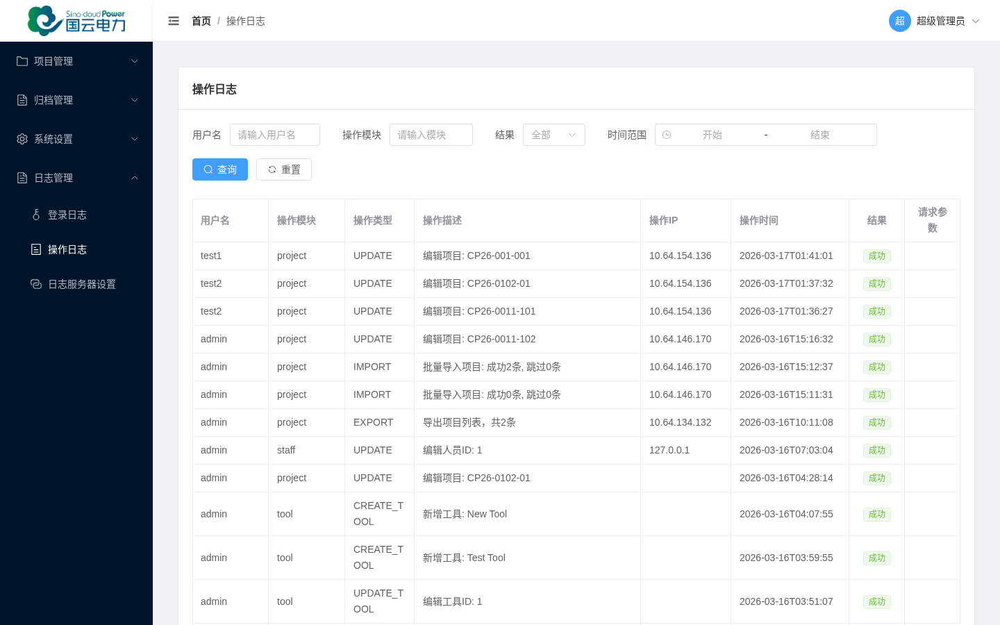 Sino-cloud Power
国云电力
首页 / 操作日志
超 超级管理员
项目管理
归档管理
系统设置
日志管理
登录日志
操作日志
日志服务器设置
操作日志
用户名 请输入用户名 操作模块 请输入模块 结果 全部 时间范围 开始 - 结束
查询 重置
用户名 操作模块 操作类型 操作描述 操作IP 操作时间 结果 请求参数
test1 project UPDATE 编辑项目: CP26-001-001 10.64.154.136 2026-03-17T01:41:01 成功
test2 project UPDATE 编辑项目: CP26-0102-01 10.64.154.136 2026-03-17T01:37:32 成功
test2 project UPDATE 编辑项目: CP26-0011-101 10.64.154.136 2026-03-17T01:36:27 成功
admin project UPDATE 编辑项目: CP26-0011-102 10.64.146.170 2026-03-16T15:16:32 成功
admin project IMPORT 批量导入项目: 成功2条, 跳过0条 10.64.146.170 2026-03-16T15:12:37 成功
admin project IMPORT 批量导入项目: 成功0条, 跳过0条 10.64.146.170 2026-03-16T15:11:31 成功
admin project EXPORT 导出项目列表，共2条 10.64.134.132 2026-03-16T10:11:08 成功
admin staff UPDATE 编辑人员ID: 1 127.0.0.1 2026-03-16T07:03:04 成功
admin project UPDATE 编辑项目: CP26-0102-01 2026-03-16T04:28:14 成功
admin tool CREATE_TOOL 新增工具: New Tool 2026-03-16T04:07:55 成功
admin tool CREATE_TOOL 新增工具: Test Tool 2026-03-16T03:59:55 成功
admin tool UPDATE_TOOL 编辑工具ID: 1 2026-03-16T03:51:07 成功